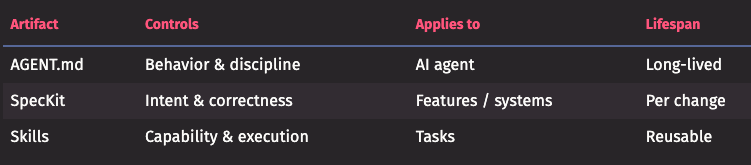 Artifact Controls Applies to Lifespan
AGENT.md Behavior & discipline AI agent Long-lived
SpecKit Intent & correctness Features / systems Per change
Skills Capability & execution Tasks Reusable